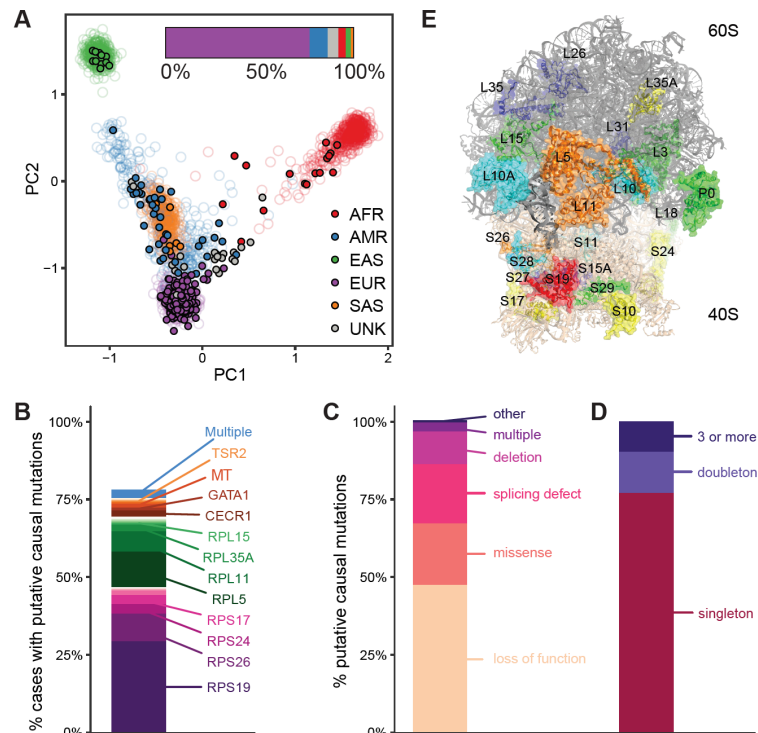 A
0%
50%
100%
1
0
−1
PC2
−1
0
1
2
PC1
AFR
AMR
EAS
EUR
SAS
UNK
E
60S
L26
L35
L35A
L15
L31
L5
L3
L10A
L10
P0
L11
L18
S26
S11
S24
S28
S27
S19
S15A
S29
S17
S10
40S
B
% cases with putative causal mutations
100%
75%
50%
25%
0%
Multiple
TSR2
MT
GATA1
CECR1
RPL15
RPL35A
RPL11
RPL5
RPS17
RPS24
RPS26
RPS19
C
% putative causal mutations
100%
75%
50%
25%
0%
other
multiple
deletion
splicing defect
missense
loss of function
D
3 or more
doubleton
singleton